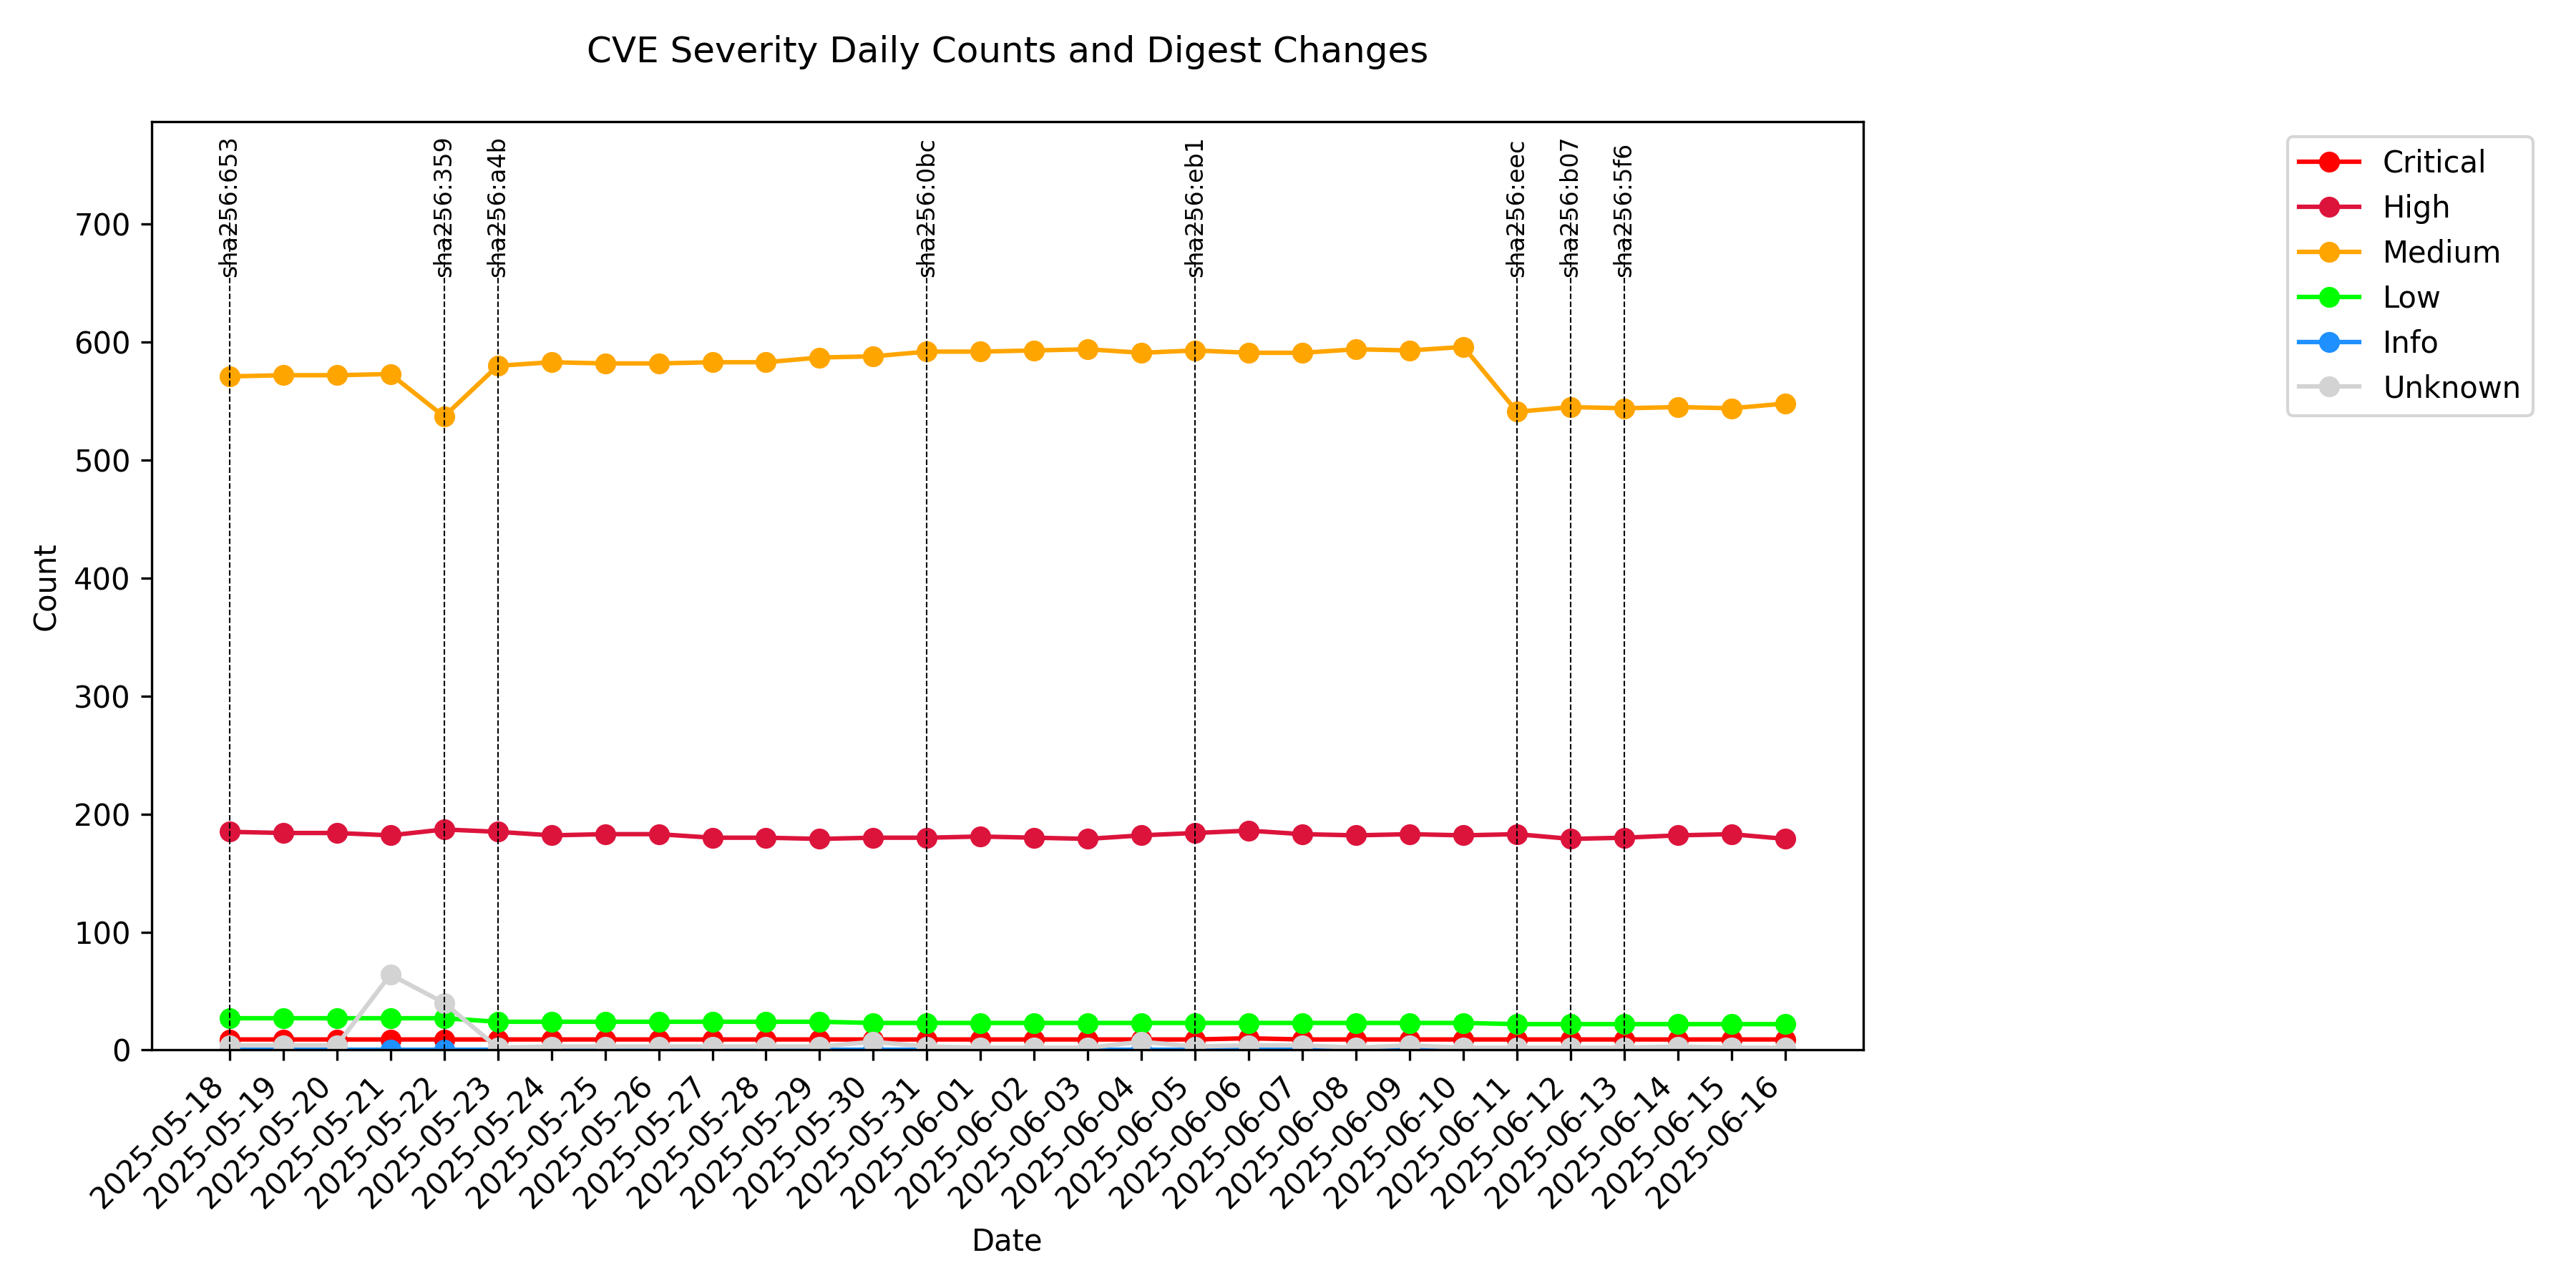 CVE Severity Daily Counts and Digest Changes
sha256:653
sha256:359
sha256:a4b
sha256:0bc
sha256:eb1
sha256:eec
sha256:b07
sha256:5f6
Critical
High
Medium
Low
Info
Unknown
700
600
500
400
300
200
100
0
Count
2025-05-18
2025-05-19
2025-05-20
2025-05-21
2025-05-22
2025-05-23
2025-05-24
2025-05-25
2025-05-26
2025-05-27
2025-05-28
2025-05-29
2025-05-30
2025-05-31
2025-06-01
2025-06-02
2025-06-03
2025-06-04
2025-06-05
2025-06-06
2025-06-07
2025-06-08
2025-06-09
2025-06-10
2025-06-11
2025-06-12
2025-06-13
2025-06-14
2025-06-15
2025-06-16
Date